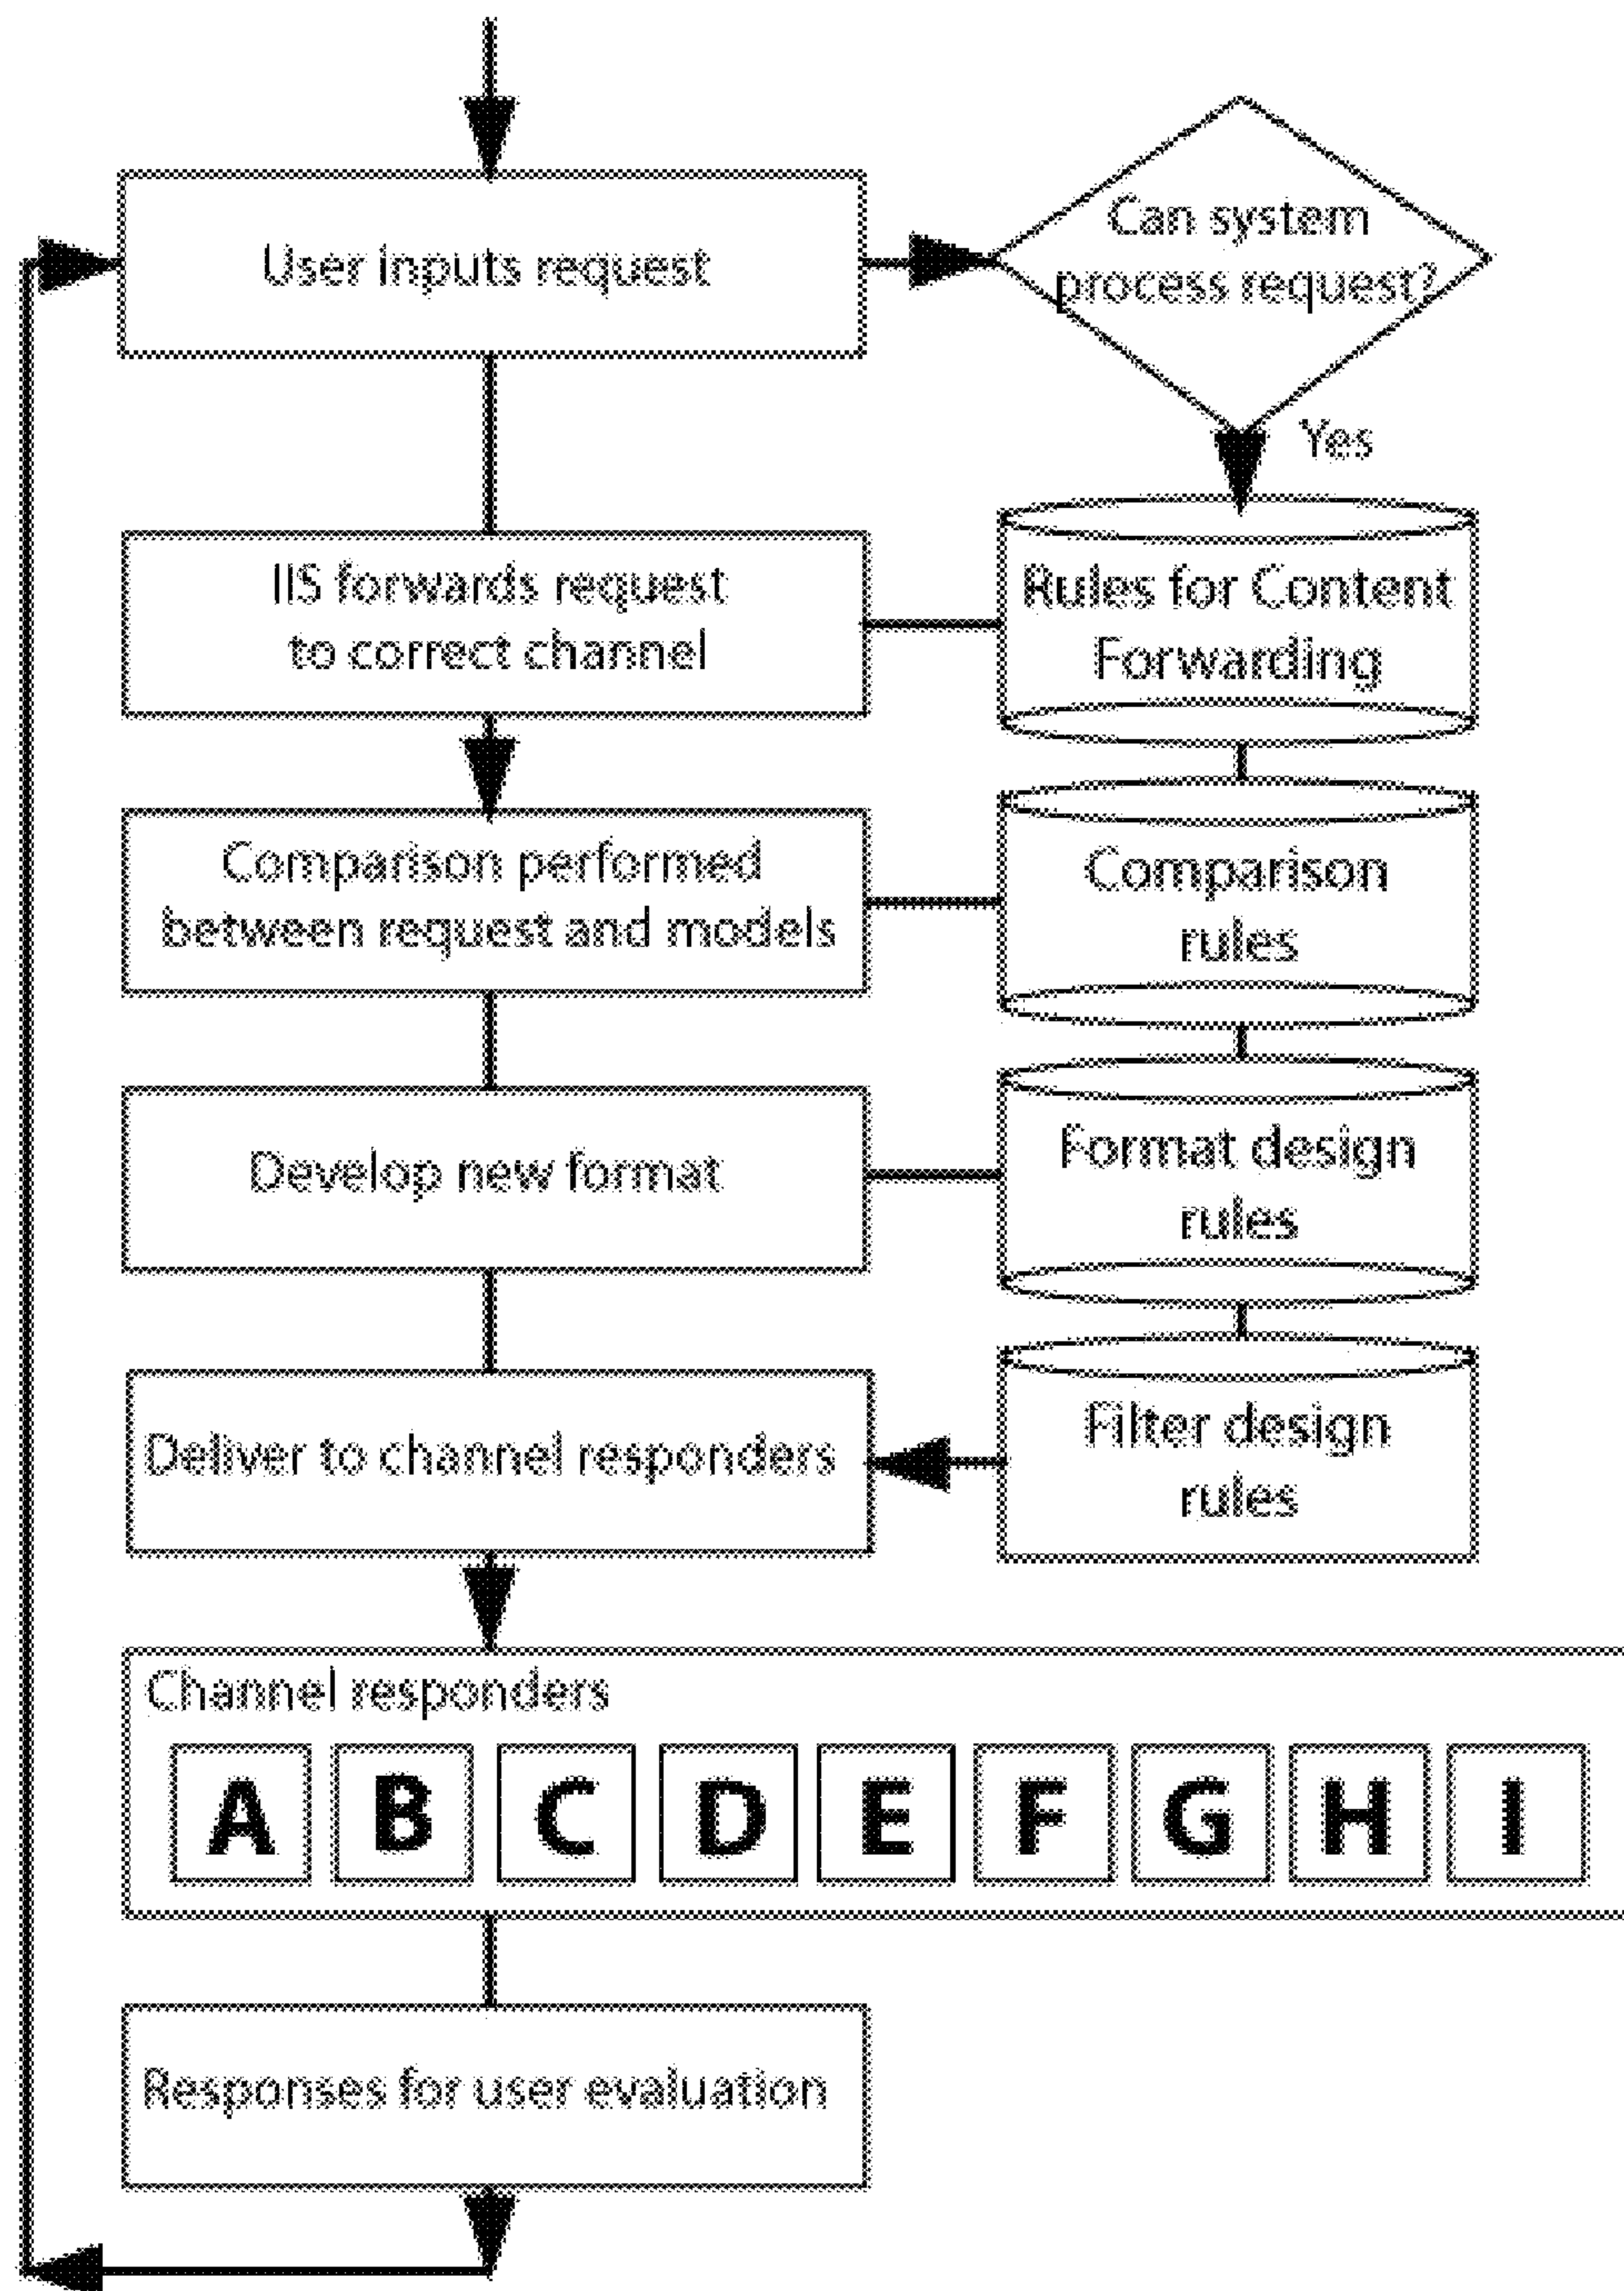 User inputs request
Can system
process request?
Yes
IIS forwards request
to correct channel
Rules for Content
Forwarding
Comparison performed
between request and models
Comparison
rules
Develop new format
Format design
rules
Deliver to channel responders
Filter design
rules
Channel responders
A B C D E F G H I
Responses for user evaluation